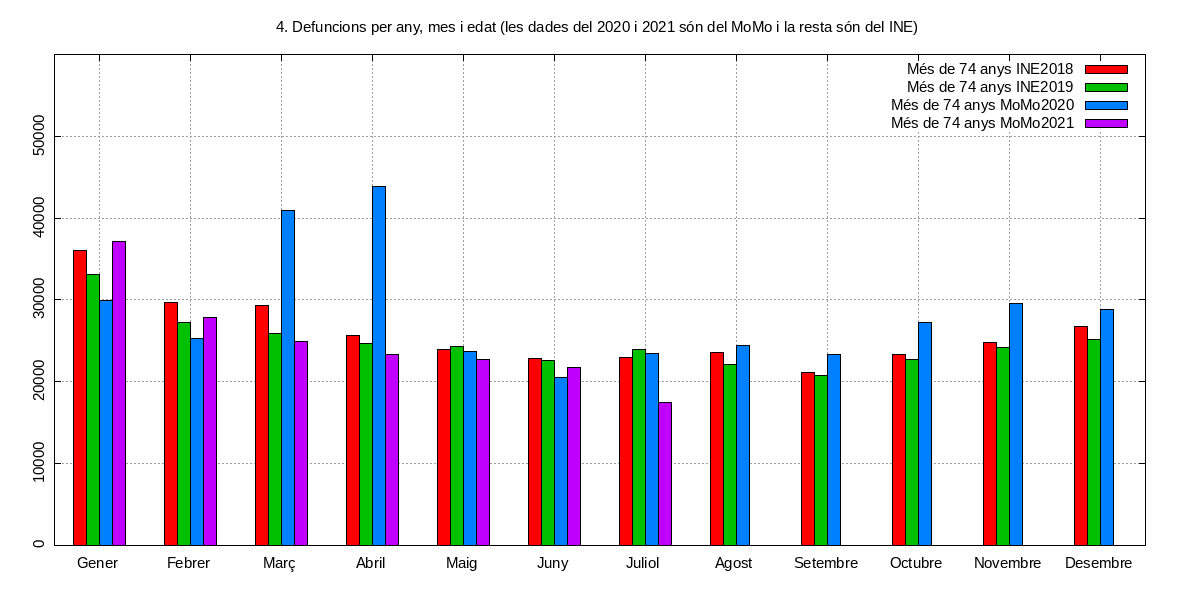 4. Defuncions per any, mes i edat (les dades del 2020 i 2021 són del MoMo i la resta són del INE)
Més de 74 anys INE2018
Més de 74 anys INE2019
Més de 74 anys MoMo2020
Més de 74 anys MoMo2021
50000
40000
30000
20000
10000
0
Gener Febrer Març Abril Maig Juny Juliol Agost Setembre Octubre Novembre Desembre